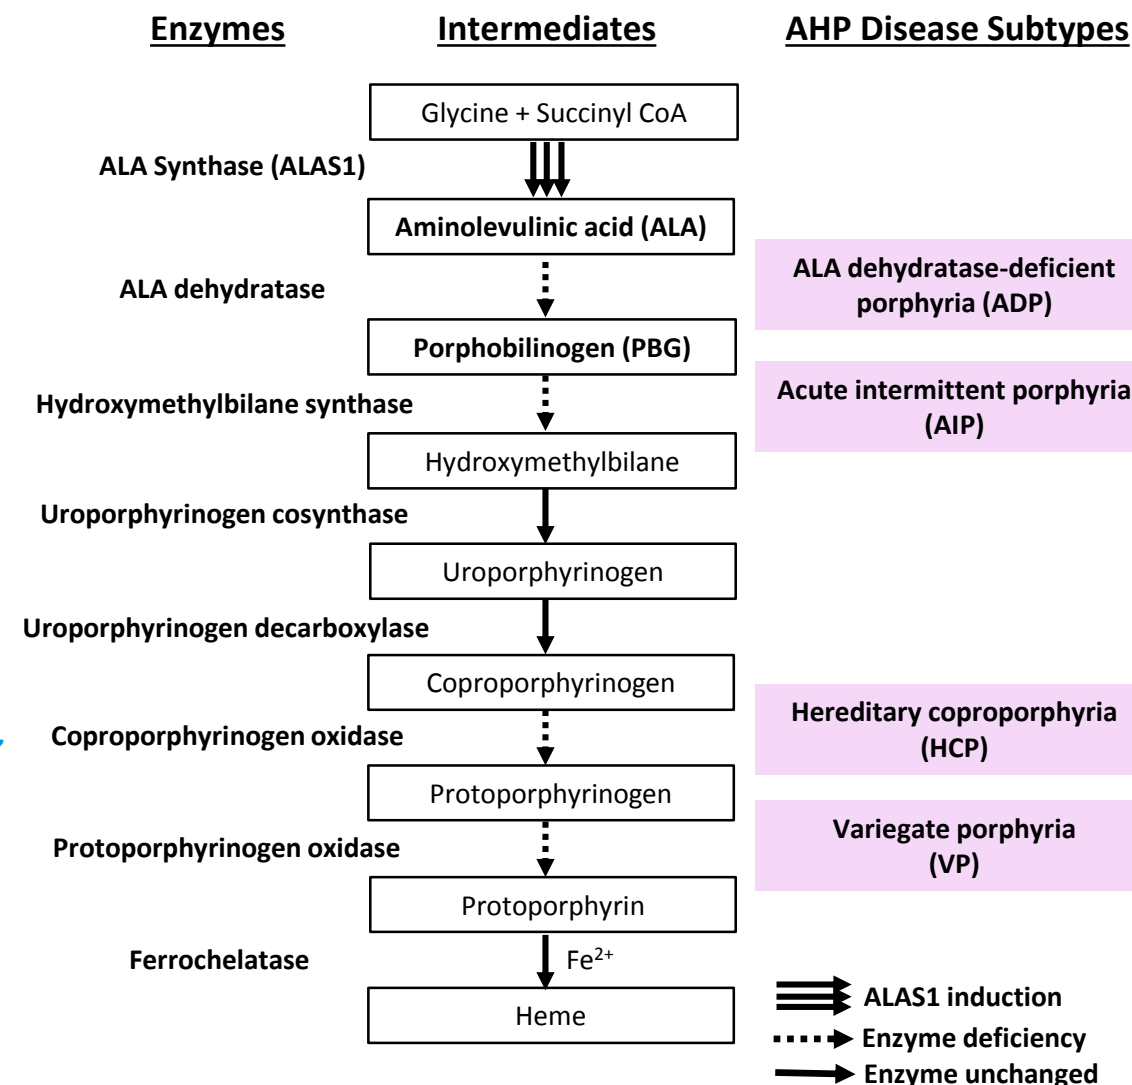 Enzymes
Intermediates
AHP Disease Subtypes
Glycine + Succinyl CoA
ALA Synthase (ALAS1)
Aminolevulinic acid (ALA)
ALA dehydratase
ALA dehydratase-deficient
porphyria (ADP)
Porphobilinogen (PBG)
Hydroxymethylbilane synthase
Acute intermittent porphyria
(AIP)
Hydroxymethylbilane
Uroporphyrinogen cosynthase
Uroporphyrinogen
Uroporphyrinogen decarboxylase
Coproporphyrinogen
Coproporphyrinogen oxidase
Hereditary coproporphyria
(HCP)
Protoporphyrinogen
Protoporphyrinogen oxidase
Variegate porphyria
(VP)
Protoporphyrin
Ferrochelatase
Fe²⁺
Heme
ALAS1 induction
Enzyme deficiency
Enzyme unchanged